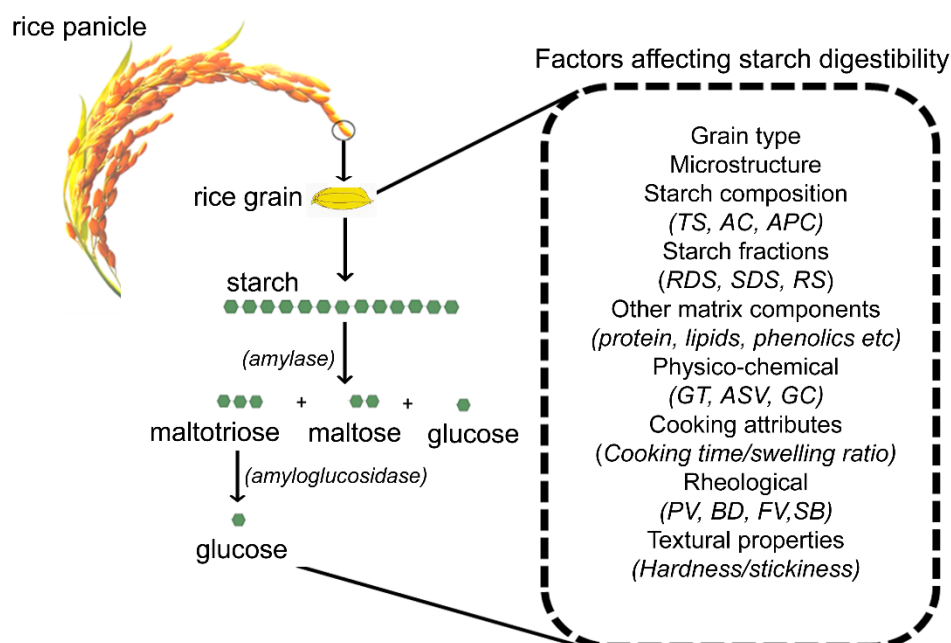 rice panicle
rice grain
starch
(amylase)
+ +
maltotriose maltose glucose
(amyloglucosidase)
glucose
Factors affecting starch digestibility
Grain type
Microstructure
Starch composition
(TS, AC, APC)
Starch fractions
(RDS, SDS, RS)
Other matrix components
(protein, lipids, phenolics etc)
Physico-chemical
(GT, ASV, GC)
Cooking attributes
(Cooking time/swelling ratio)
Rheological
(PV, BD, FV,SB)
Textural properties
(Hardness/stickiness)